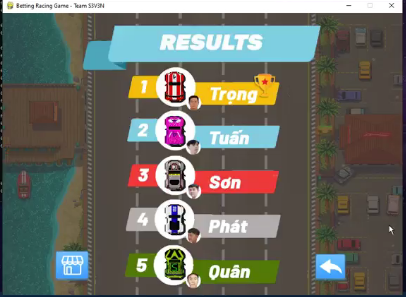 Betting Racing Game - Team S3V3N
RESULTS
1 Trọng
2 Tuấn
3 Sơn
4 Phát
5 Quân